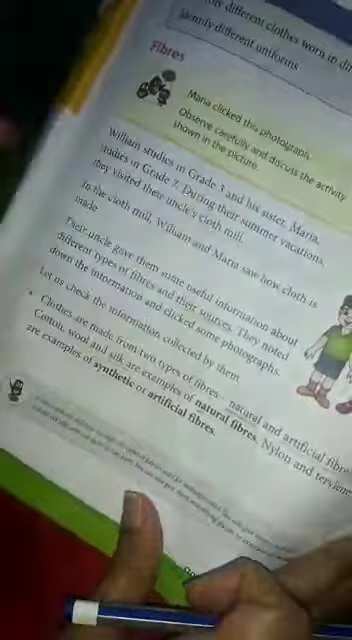 different clothes worn in
Identify different uniforms
Fibres
Maria clicked this photograph.
Observe carefully and discuss the activity
shown in the picture.
William studies in Grade 3 and his sister, Maria,
studies in Grade 7. During their summer vacations,
they visited their uncle's cloth mill.
In the cloth mill, William and Maria saw how cloth is
made
Their uncle gave them some useful information about
different types of fibres and their sources. They noted
down the information and clicked some photographs.
Let us check the information collected by them
• Clothes are made from two types of fibres – natural and artificial
Cotton, wool and silk are examples of natural fibres. Nylon and terylene
are examples of synthetic or artificial fibres.